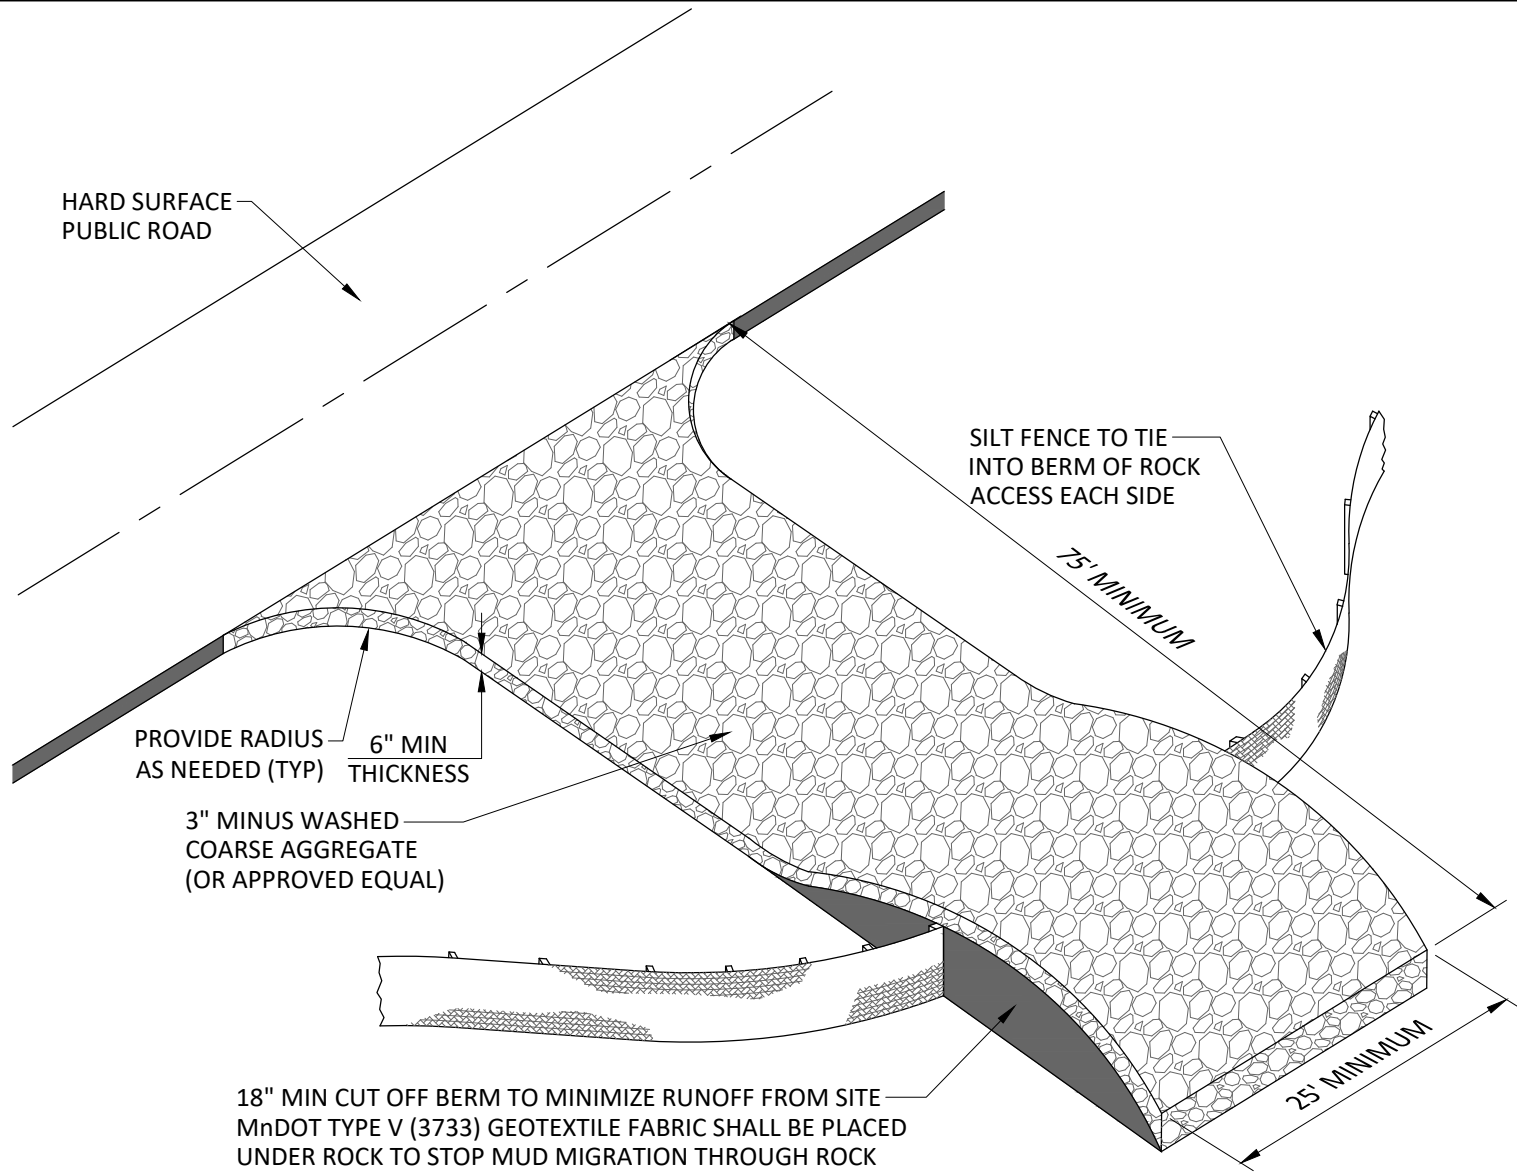 HARD SURFACE
PUBLIC ROAD
SILT FENCE TO TIE
INTO BERM OF ROCK
ACCESS EACH SIDE
75' MINIMUM
PROVIDE RADIUS
AS NEEDED (TYP)
6" MIN
THICKNESS
3" MINUS WASHED
COARSE AGGREGATE
(OR APPROVED EQUAL)
25' MINIMUM
18" MIN CUT OFF BERM TO MINIMIZE RUNOFF FROM SITE
MnDOT TYPE V (3733) GEOTEXTILE FABRIC SHALL BE PLACED
UNDER ROCK TO STOP MUD MIGRATION THROUGH ROCK